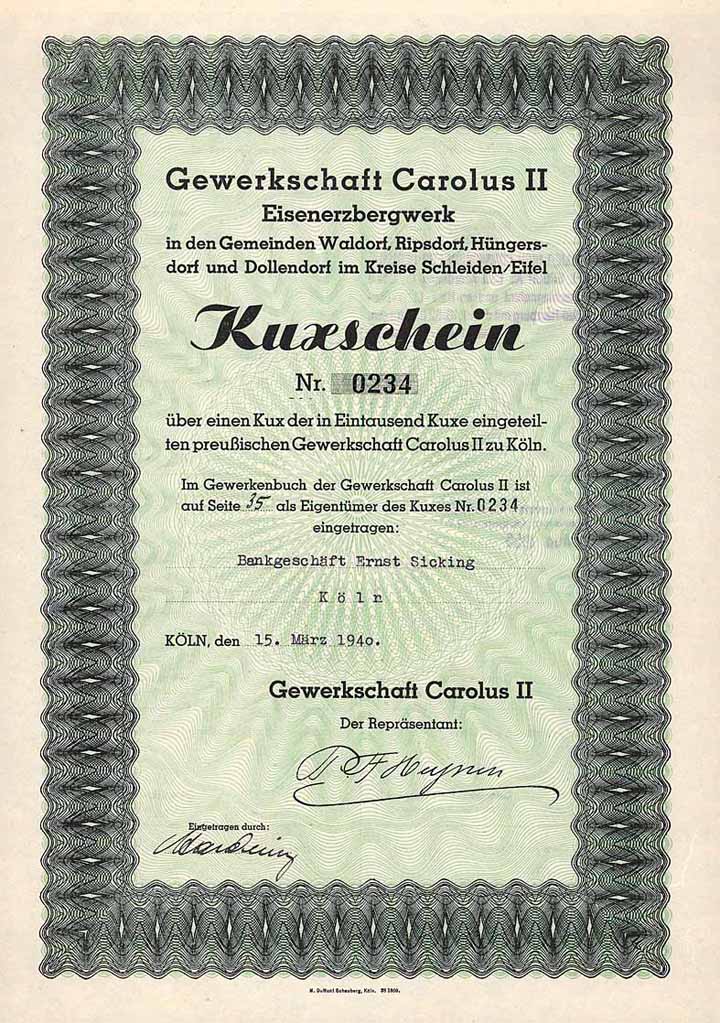 Gewerkschaft Carolus II
Eisenerzbergwerk
in den Gemeinden Waldorf, Ripsdorf, Hüngers-
dorf und Dollendorf im Kreise Schleiden/Eifel
Kuxschein
Nr. 0234
über einen Kux der in Eintausend Kuxe eingeteil-
ten preußischen Gewerkschaft Carolus II zu Köln.
Im Gewerkenbuch der Gewerkschaft Carolus II ist
auf Seite 35 als Eigentümer des Kuxes Nr. 0234
eingetragen:
Bankgeschäft Ernst Sicking
Köln
KÖLN, den 15. März 1940.
Gewerkschaft Carolus II
Der Repräsentant:
Eingetragen durch:
M. DuMont Schauberg, Köln.